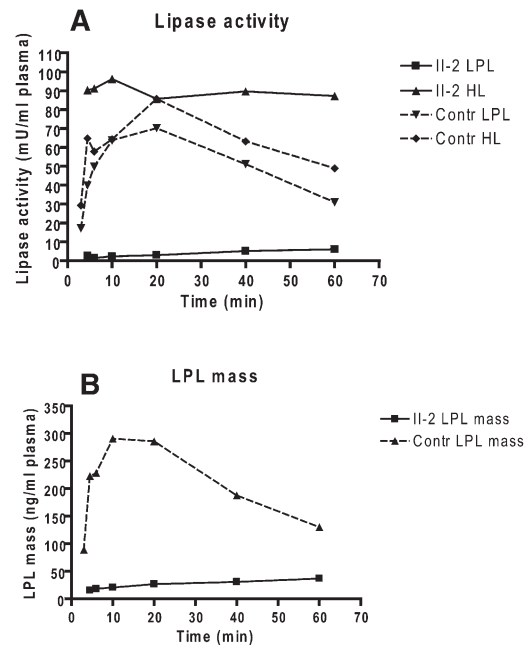 A
Lipase activity
Lipase activity (mU/ml plasma)
110
100
90
80
70
60
50
40
30
20
10
0
0 10 20 30 40 50 60 70
Time (min)
II-2 LPL
II-2 HL
Contr LPL
Contr HL
B
LPL mass
LPL mass (ng/ml plasma)
350
300
250
200
150
100
50
0
0 10 20 30 40 50 60 70
Time (min)
II-2 LPL mass
Contr LPL mass